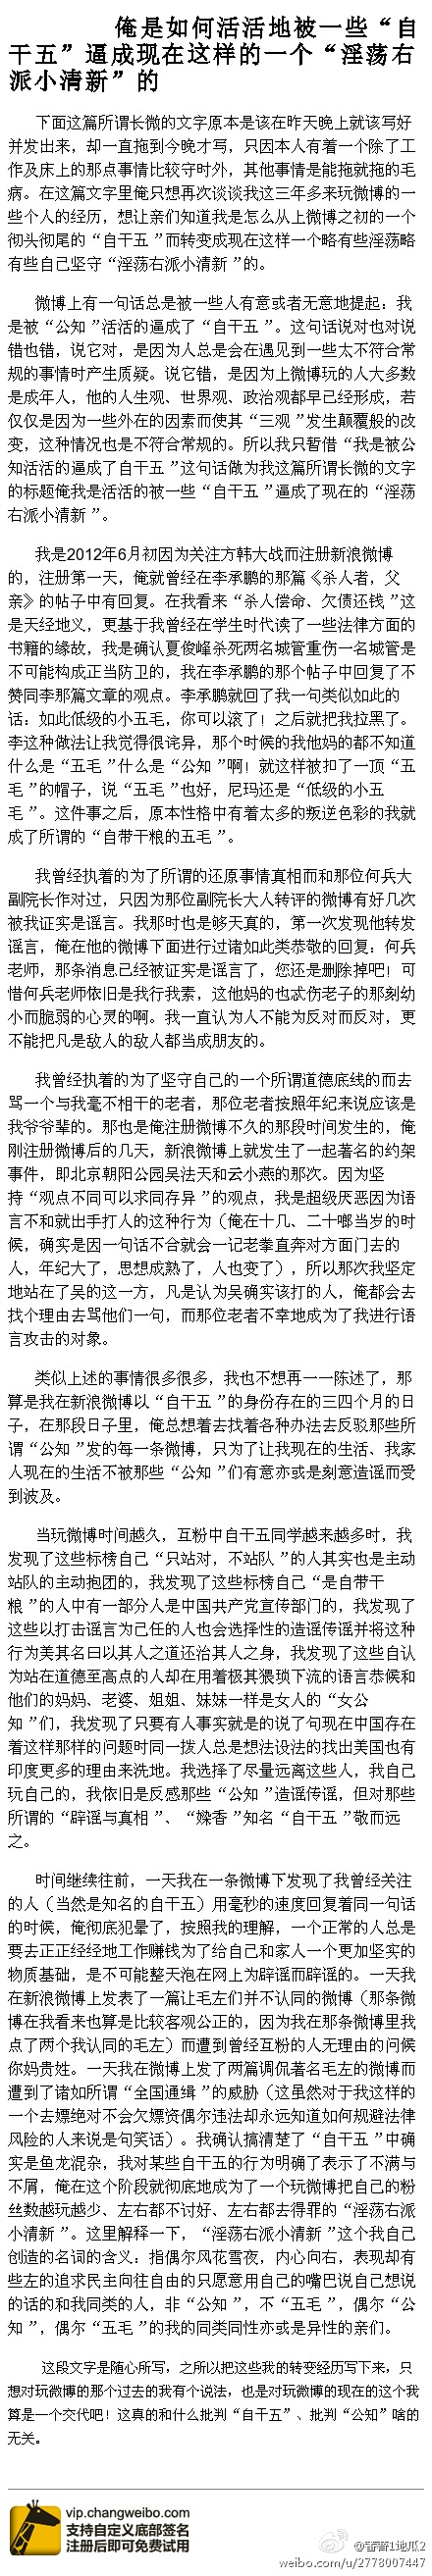 俺是如何活活地被一些“自
干五”逼成现在这样的一个“淫荡右
派小清新”的
下面这篇所谓长微的文字原本是该在昨天晚上就该写好
并发出来，却一直拖到今晚才写，只因本人有着一个除了工
作及床上的那点事情比较守时外，其他事情是能拖就拖的毛
病。在这篇文字里俺只想再次谈谈我这三年多来玩微博的一
些个人的经历，想让亲们知道我是怎么从上微博之初的一个
彻头彻尾的“自干五”而转变成现在这样一个略有些淫荡略
有些自己坚守“淫荡右派小清新”的。
微博上有一句话总是被一些人有意或者无意地提起：我
是被“公知”活活的逼成了“自干五”。这句话说对也对说
错也错，说它对，是因为人总是会在遇见到一些太不符合常
规的事情时产生质疑。说它错，是因为上微博玩的人大多数
是成年人，他的人生观、世界观、政治观都早已经形成，若
仅仅是因为一些外在的因素而使其“三观”发生颠覆般的改
变，这种情况也是不符合常规的。所以我只暂借“我是被公
知活活的逼成了自干五”这句话做为我这篇所谓长微的文字
的标题俺我是活活的被一些“自干五”逼成了现在的“淫荡
右派小清新”。
我是2012年6月初因为关注方韩大战而注册新浪微博
的，注册第一天，俺就曾经在李承鹏的那篇《杀人者，父
亲》的帖子中有回复。在我看来“杀人偿命、欠债还钱”这
是天经地义，更基于我曾经在学生时代读了一些法律方面的
书籍的缘故，我是确认夏俊峰杀死两名城管重伤一名城管是
不可能构成正当防卫的，我在李承鹏的那个帖子中回复了不
赞同李那篇文章的观点。李承鹏就回了我一句类似如此的
话：如此低级的小五毛，你可以滚了！之后就把我拉黑了。
李这种做法让我觉得很诧异，那个时候的我他妈的都不知道
什么是“五毛”什么是“公知”啊！就这样被扣了一顶“五
毛”的帽子，说“五毛”也好，尼玛还是“低级的小五
毛”。这件事之后，原本性格中有着太多的叛逆色彩的我就
成了所谓的“自带干粮的五毛”。
我曾经执着的为了所谓的还原事情真相而和那位何兵大
副院长作对过，只因为那位副院长大人转评的微博有好几次
被我证实是谣言。我那时也是够天真的，第一次发现他转发
谣言，俺在他的微博下面进行过诸如此类恭敬的回复：何兵
老师，那条消息已经被证实是谣言了，您还是删除掉吧！可
惜何兵老师依旧是我行我素，这他妈的也忒伤老子的那刻幼
小而脆弱的心灵的啊。我一直认为人不能为反对而反对，更
不能把凡是敌人的敌人都当成朋友的。
我曾经执着的为了坚守自己的一个所谓道德底线的而去
骂一个与我毫不相干的老者，那位老者按照年纪来说应该是
我爷爷辈的。那也是俺注册微博不久的那段时间发生的，俺
刚注册微博后的几天，新浪微博上就发生了一起著名的约架
事件，即北京朝阳公园吴法天和云小燕的那次。因为坚
持“观点不同可以求同存异”的观点，我是超级厌恶因为语
言不和就出手打人的这种行为（俺在十几、二十啷当岁的时
候，确实是因一句话不合就会一记老拳直奔对方面门去的
人，年纪大了，思想成熟了，人也变了），所以那次我坚定
地站在了吴的这一方，凡是认为吴确实该打的人，俺都会去
找个理由去骂他们一句，而那位老者不幸地成为了我进行语
言攻击的对象。
类似上述的事情很多很多，我也不想再一一陈述了，那
算是我在新浪微博以“自干五”的身份存在的三四个月的日
子，在那段日子里，俺总想着去找着各种办法去反驳那些所
谓“公知”发的每一条微博，只为了让我现在的生活、我家
人现在的生活不被那些“公知”们有意亦或是刻意造谣而受
到波及。
当玩微博时间越久，互粉中自干五同学越来越多时，我
发现了这些标榜自己“只站对，不站队”的人其实也是主动
站队的主动抱团的，我发现了这些标榜自己“是自带干
粮”的人中有一部分人是中国共产党宣传部门的，我发现了
这些以打击谣言为己任的人也会选择性的造谣传谣并将这种
行为美其名曰以其人之道还治其人之身，我发现了这些自认
为站在道德至高点的人却在用着极其猥琐下流的语言恭候和
他们的妈妈、老婆、姐姐、妹妹一样是女人的“女公
知”们，我发现了只要有人事实就是的说了句现在中国存在
着这样那样的问题时同一拨人总是想法设法的找出美国也有
印度更多的理由来洗地。我选择了尽量远离这些人，我自己
玩自己的，我依旧是反感那些“公知”造谣传谣，但对那些
所谓的“辟谣与真相”、“婗香”知名“自干五”敬而远
之。
时间继续往前，一天我在一条微博下发现了我曾经关注
的人（当然是知名的自干五）用毫秒的速度回复着同一句话
的时候，俺彻底犯晕了，按照我的理解，一个正常的人总是
要去正正经经地工作赚钱为了给自己和家人一个更加坚实的
物质基础，是不可能整天泡在网上为辟谣而辟谣的。一天我
在新浪微博上发表了一篇让毛左们并不认同的微博（那条微
博在我看来也算是比较客观公正的，因为我在那条微博里我
点了两个我认同的毛左）而遭到曾经互粉的人无理由的问候
你妈贵姓。一天我在微博上发了两篇调侃著名毛左的微博而
遭到了诸如所谓“全国通缉”的威胁（这虽然对于我这样的
一个去嫖绝对不会欠嫖资偶尔违法却永远知道如何规避法律
风险的人来说是句笑话）。我确认搞清楚了“自干五”中确
实是鱼龙混杂，我对某些自干五的行为明确了表示了不满与
不屑，俺在这个阶段就彻底地成为了一个玩微博把自己的粉
丝数越玩越少、左右都不讨好、左右都去得罪的“淫荡右派
小清新”。这里解释一下，“淫荡右派小清新”这个我自己
创造的名词的含义：指偶尔风花雪夜，内心向右，表现却有
些左的追求民主向往自由的只愿意用自己的嘴巴说自己想说
的话的和我同类的人，非“公知”，不“五毛”，偶尔“公
知”，偶尔“五毛”的我的同类同性亦或是异性的亲们。
这段文字是随心所写，之所以把这些我的转变经历写下来，只
想对玩微博的那个过去的我有个说法，也是对玩微博的现在的这个我
算是一个交代吧！这真的和什么批判“自干五”、批判“公知”啥的
无关。
vip.changweibo.com
支持自定义底部签名
注册后即可免费试用
weibo.com/u/2778007447